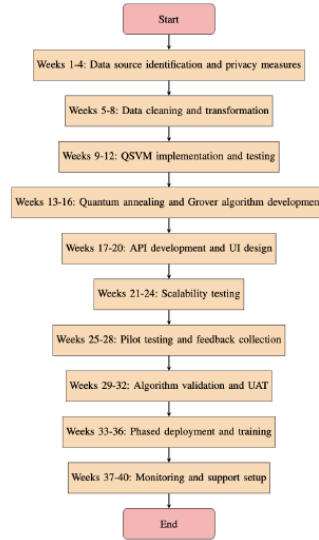 Start
Weeks 1-4: Data source identification and privacy measures
Weeks 5-8: Data cleaning and transformation
Weeks 9-12: QSVM implementation and testing
Weeks 13-16: Quantum annealing and Grover algorithm development
Weeks 17-20: API development and UI design
Weeks 21-24: Scalability testing
Weeks 25-28: Pilot testing and feedback collection
Weeks 29-32: Algorithm validation and UAT
Weeks 33-36: Phased deployment and training
Weeks 37-40: Monitoring and support setup
End